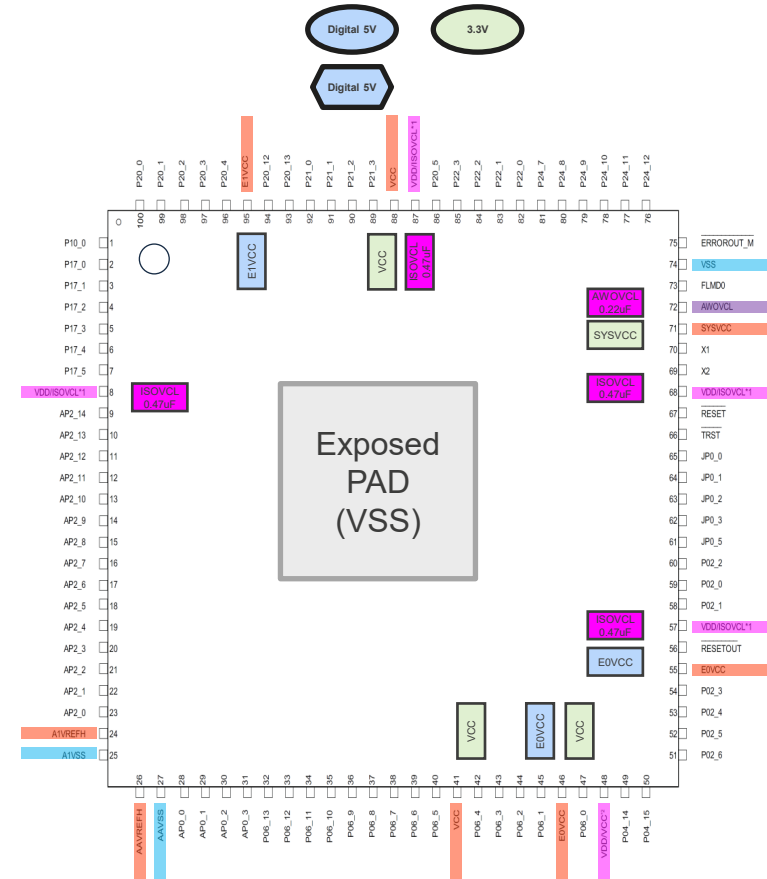 Digital 5V
3.3V
Digital 5V
P20_0
P20_1
P20_2
P20_3
P20_4
E1VCC
P20_12
P20_13
P21_0
P21_1
P21_2
P21_3
VCC
VDD/ISOVCL*1
P20_5
P22_3
P22_2
P22_1
P22_0
P24_7
P24_8
P24_9
P24_10
P24_11
P24_12
100
99
98
97
96
95
94
93
92
91
90
89
88
87
86
85
84
83
82
81
80
79
78
77
76
P10_0 1
P17_0 2
P17_1 3
P17_2 4
P17_3 5
P17_4 6
P17_5 7
VDD/ISOVCL*1 8
AP2_14 9
AP2_13 10
AP2_12 11
AP2_11 12
AP2_10 13
AP2_9 14
AP2_8 15
AP2_7 16
AP2_6 17
AP2_5 18
AP2_4 19
AP2_3 20
AP2_2 21
AP2_1 22
AP2_0 23
A1VREFH 24
A1VSS 25
E1VCC
VCC
ISOVCL
0.47uF
AWOVCL
0.22uF
SYSVCC
ISOVCL
0.47uF
ISOVCL
0.47uF
Exposed
PAD
(VSS)
ISOVCL
0.47uF
E0VCC
VCC
E0VCC
VCC
75 ERROROUT_M
74 VSS
73 FLMD0
72 AWOVCL
71 SYSVCC
70 X1
69 X2
68 VDD/ISOVCL*1
67 RESET
66 TRST
65 JP0_0
64 JP0_1
63 JP0_2
62 JP0_3
61 JP0_5
60 P02_2
59 P02_0
58 P02_1
57 VDD/ISOVCL*1
56 RESETOUT
55 E0VCC
54 P02_3
53 P02_4
52 P02_5
51 P02_6
26
27
28
29
30
31
32
33
34
35
36
37
38
39
40
41
42
43
44
45
46
47
48
49
50
AAVREFH
AAVSS
AP0_0
AP0_1
AP0_2
AP0_3
P06_13
P06_12
P06_11
P06_10
P06_9
P06_8
P06_7
P06_6
P06_5
VCC
P06_4
P06_3
P06_2
P06_1
E0VCC
P06_0
VDD/VCC*²
P04_14
P04_15